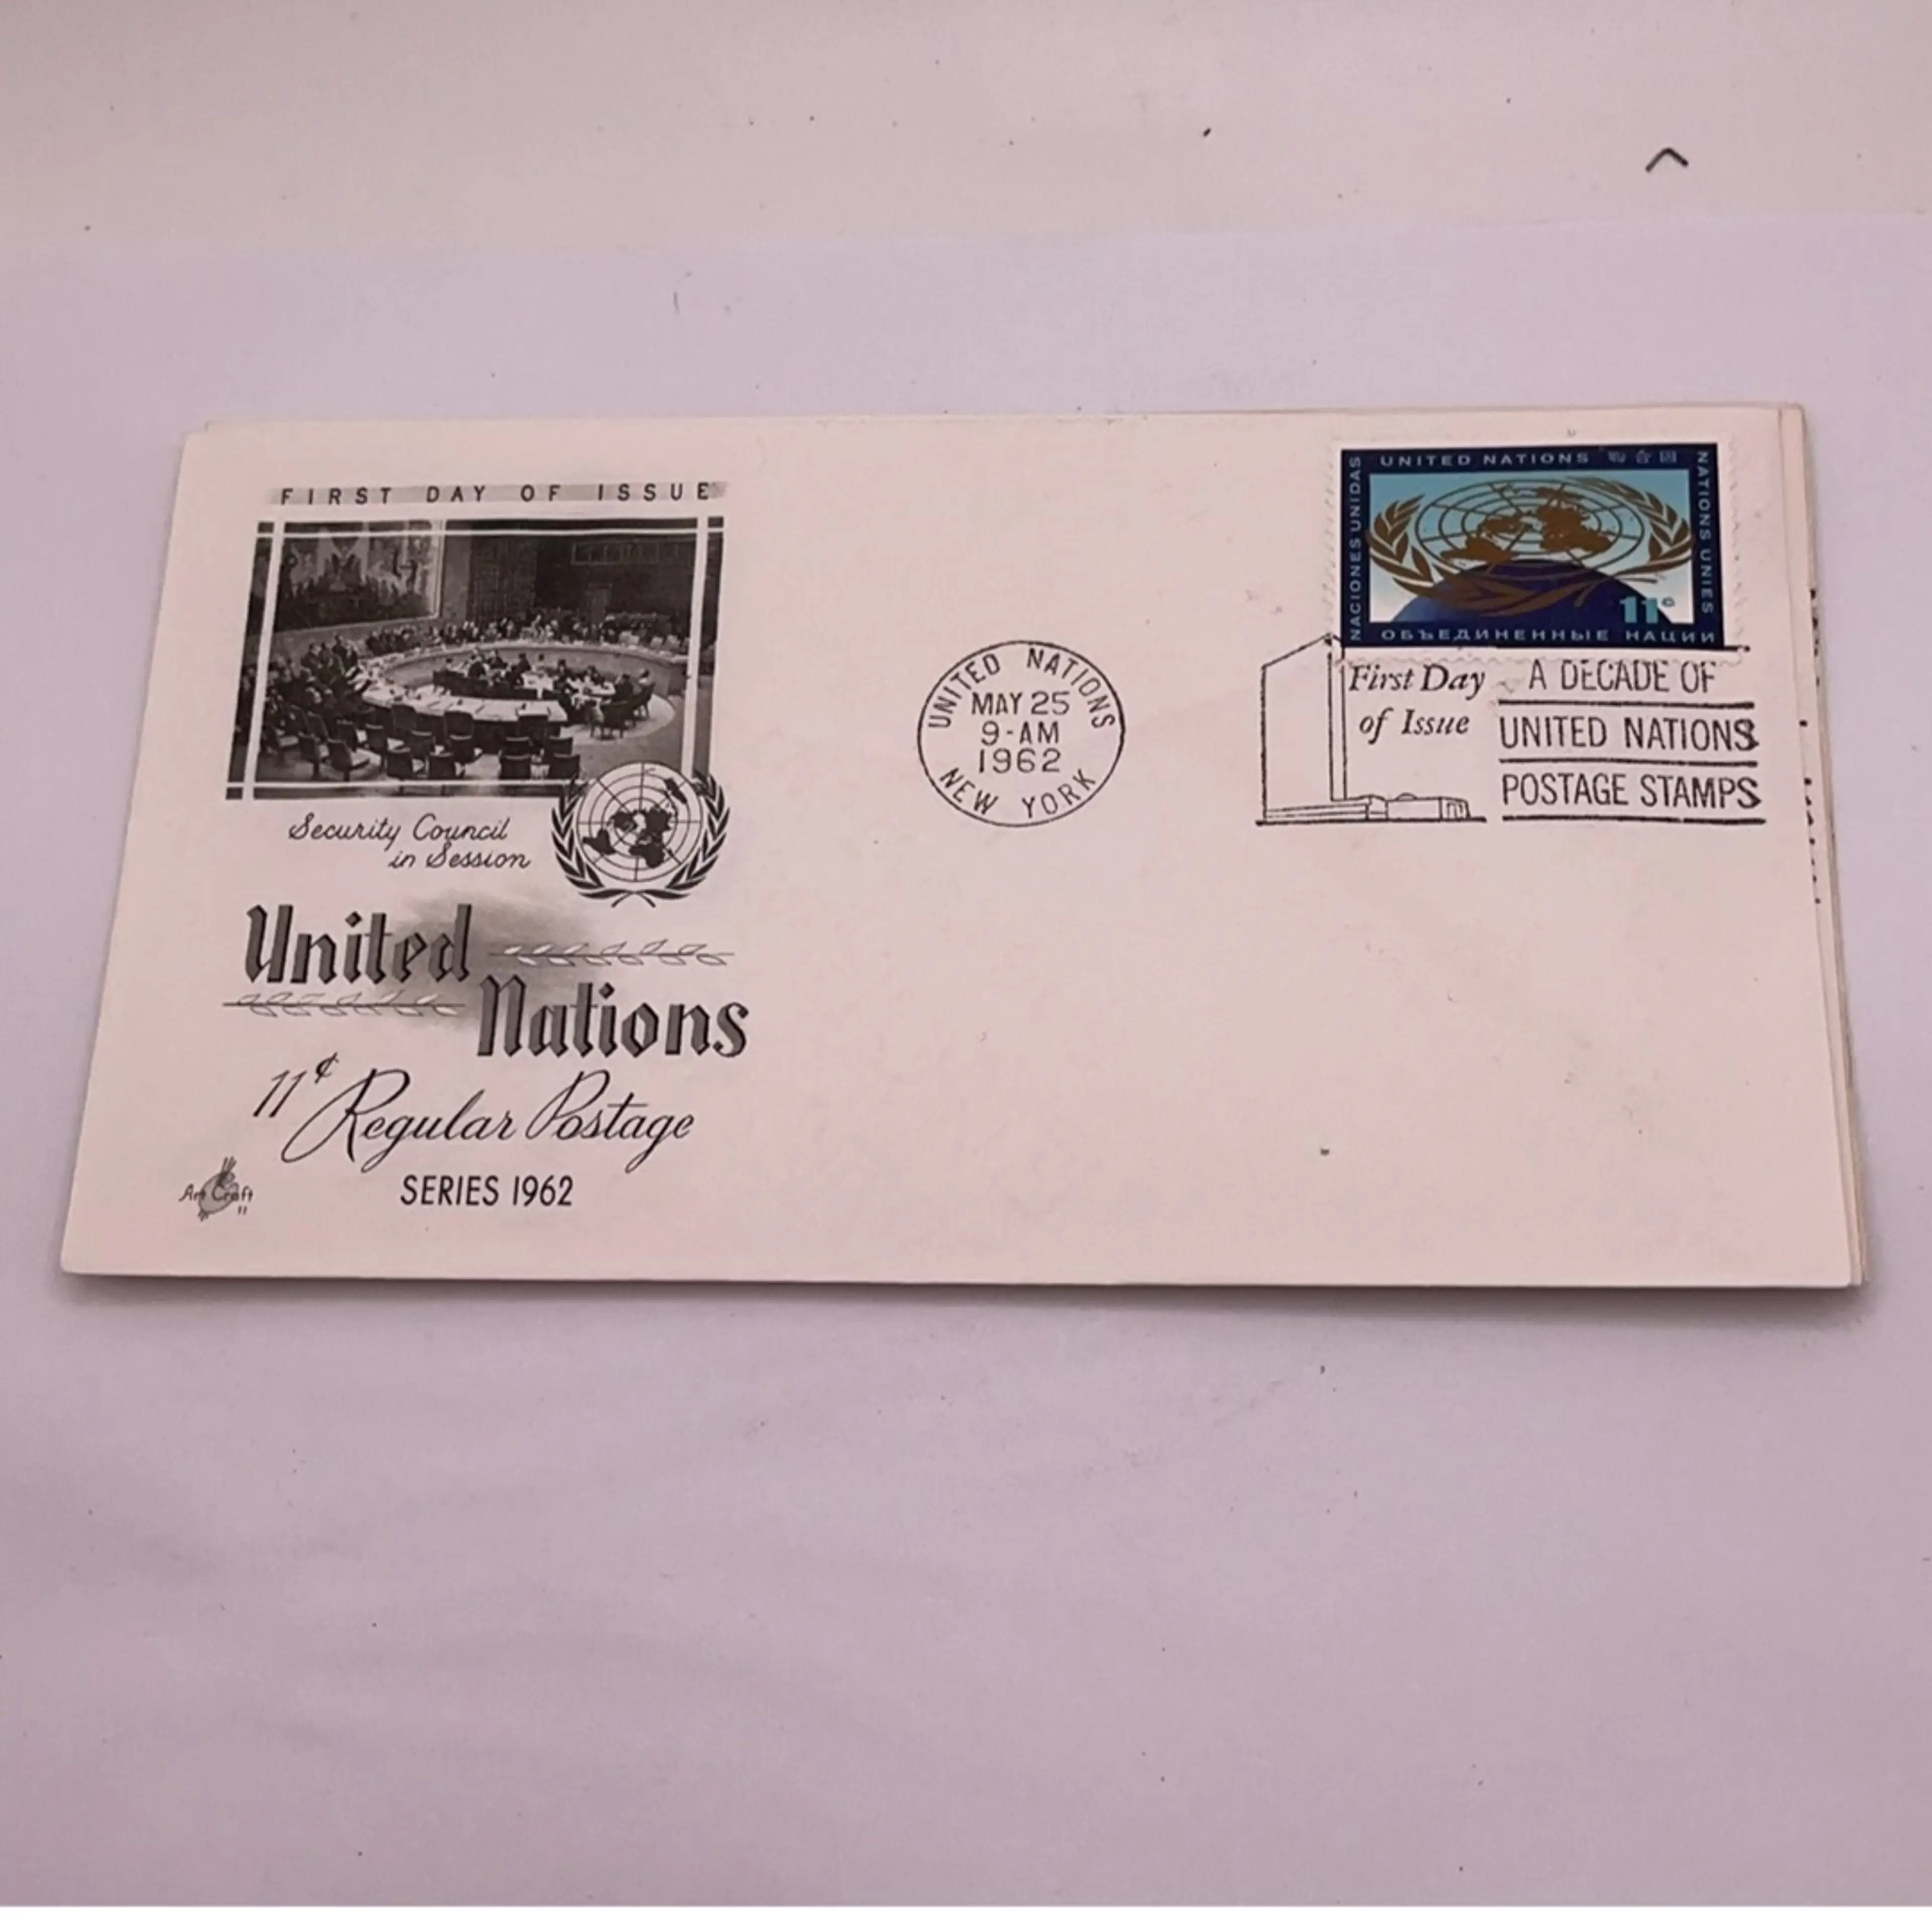 FIRST DAY OF ISSUE
Security Council
in Session
United
Nations
11¢ Regular Postage
SERIES 1962
Art Craft
UNITED NATIONS
MAY 25
9-AM
1962
NEW YORK
UNITED NATIONS 聯合國
NACIONES UNIDAS
NATIONS UNIES
11c
ОБЪЕДИНЕННЫЕ НАЦИИ
First Day
of Issue
A DECADE OF
UNITED NATIONS
POSTAGE STAMPS